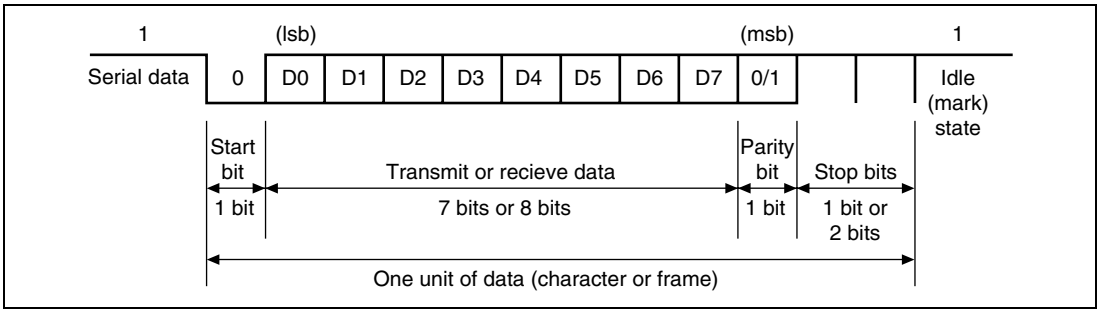 1 (lsb) (msb) 1
Serial data 0 D0 D1 D2 D3 D4 D5 D6 D7 0/1 Idle
(mark)
state
Start
bit
Transmit or recieve data
Parity
bit
Stop bits
1 bit
7 bits or 8 bits
1 bit
1 bit or
2 bits
One unit of data (character or frame)